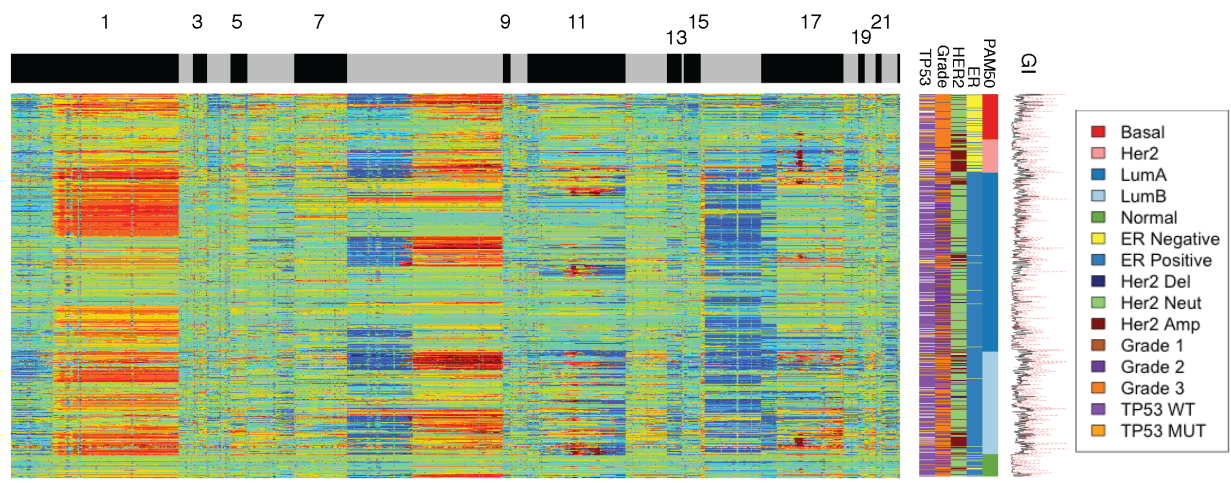 1 3 5 7 9 11 13 15 17 19 21
TP53
Grade
HER2
ER
PAM50
GI
Basal
Her2
LumA
LumB
Normal
ER Negative
ER Positive
Her2 Del
Her2 Neut
Her2 Amp
Grade 1
Grade 2
Grade 3
TP53 WT
TP53 MUT